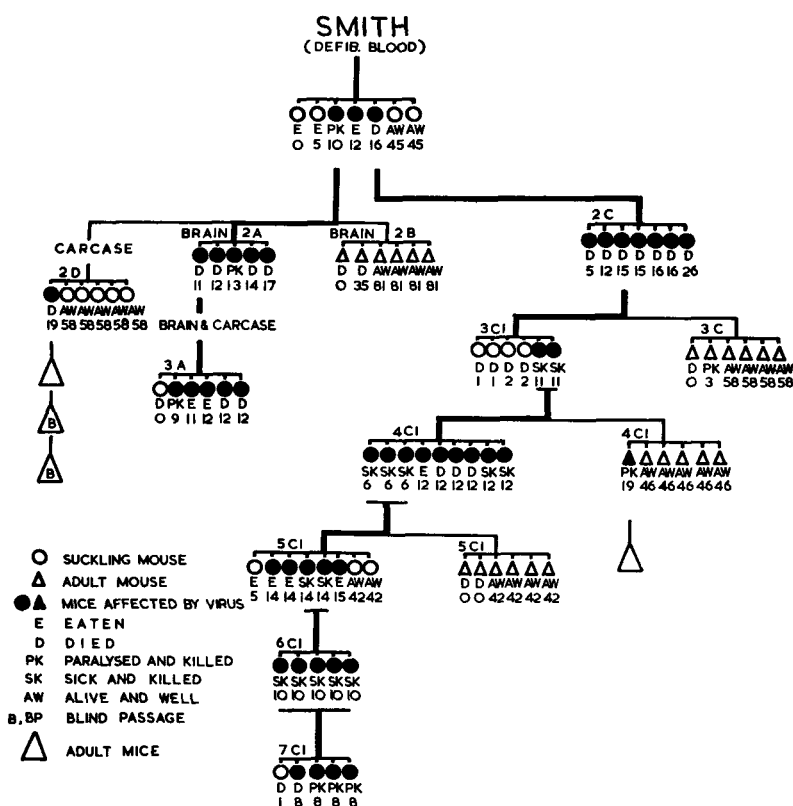 SMITH
(DEFIB. BLOOD)
E E PK E D AW AW
0 5 10 12 16 45 45
2C
BRAIN 2A
BRAIN 2B
CARCASE
D D D D D D D
5 12 15 15 16 16 26
D D PK D D
11 12 13 14 17
D D AW AW AW AW
0 35 81 81 81 81
2D
D AW AW AW AW AW AW
19 58 58 58 58 58 58
BRAIN & CARCASE
3CI
3C
D D D D SK SK
1 1 2 2 11 11
D PK AW AW AW AW
0 3 58 58 58 58
3A
D PK E E D D
0 9 11 12 12 12
B
B
4CI
4CI
SK SK SK E D D D SK SK
6 6 6 12 12 12 12 12 12
PK AW AW AW AW AW
19 46 46 46 46 46
5CI
5CI
E E E SK SK E AW AW
5 14 14 14 14 15 42 42
D D AW AW AW AW
0 0 42 42 42 42
SUCKLING MOUSE
ADULT MOUSE
MICE AFFECTED BY VIRUS
E EATEN
D DIED
PK PARALYSED AND KILLED
SK SICK AND KILLED
AW ALIVE AND WELL
B, BP BLIND PASSAGE
ADULT MICE
6CI
SK SK SK SK SK
10 10 10 10 10
7CI
D D PK PK PK
1 8 8 8 8